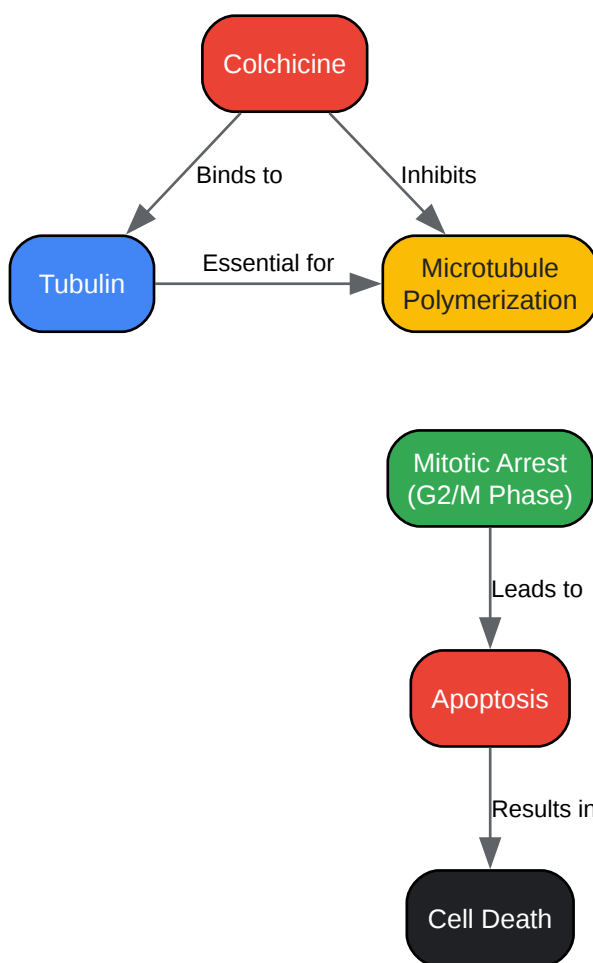 Colchicine
Binds to
Inhibits
Tubulin
Essential for
Microtubule
Polymerization
Mitotic Arrest
(G2/M Phase)
Leads to
Apoptosis
Results in
Cell Death